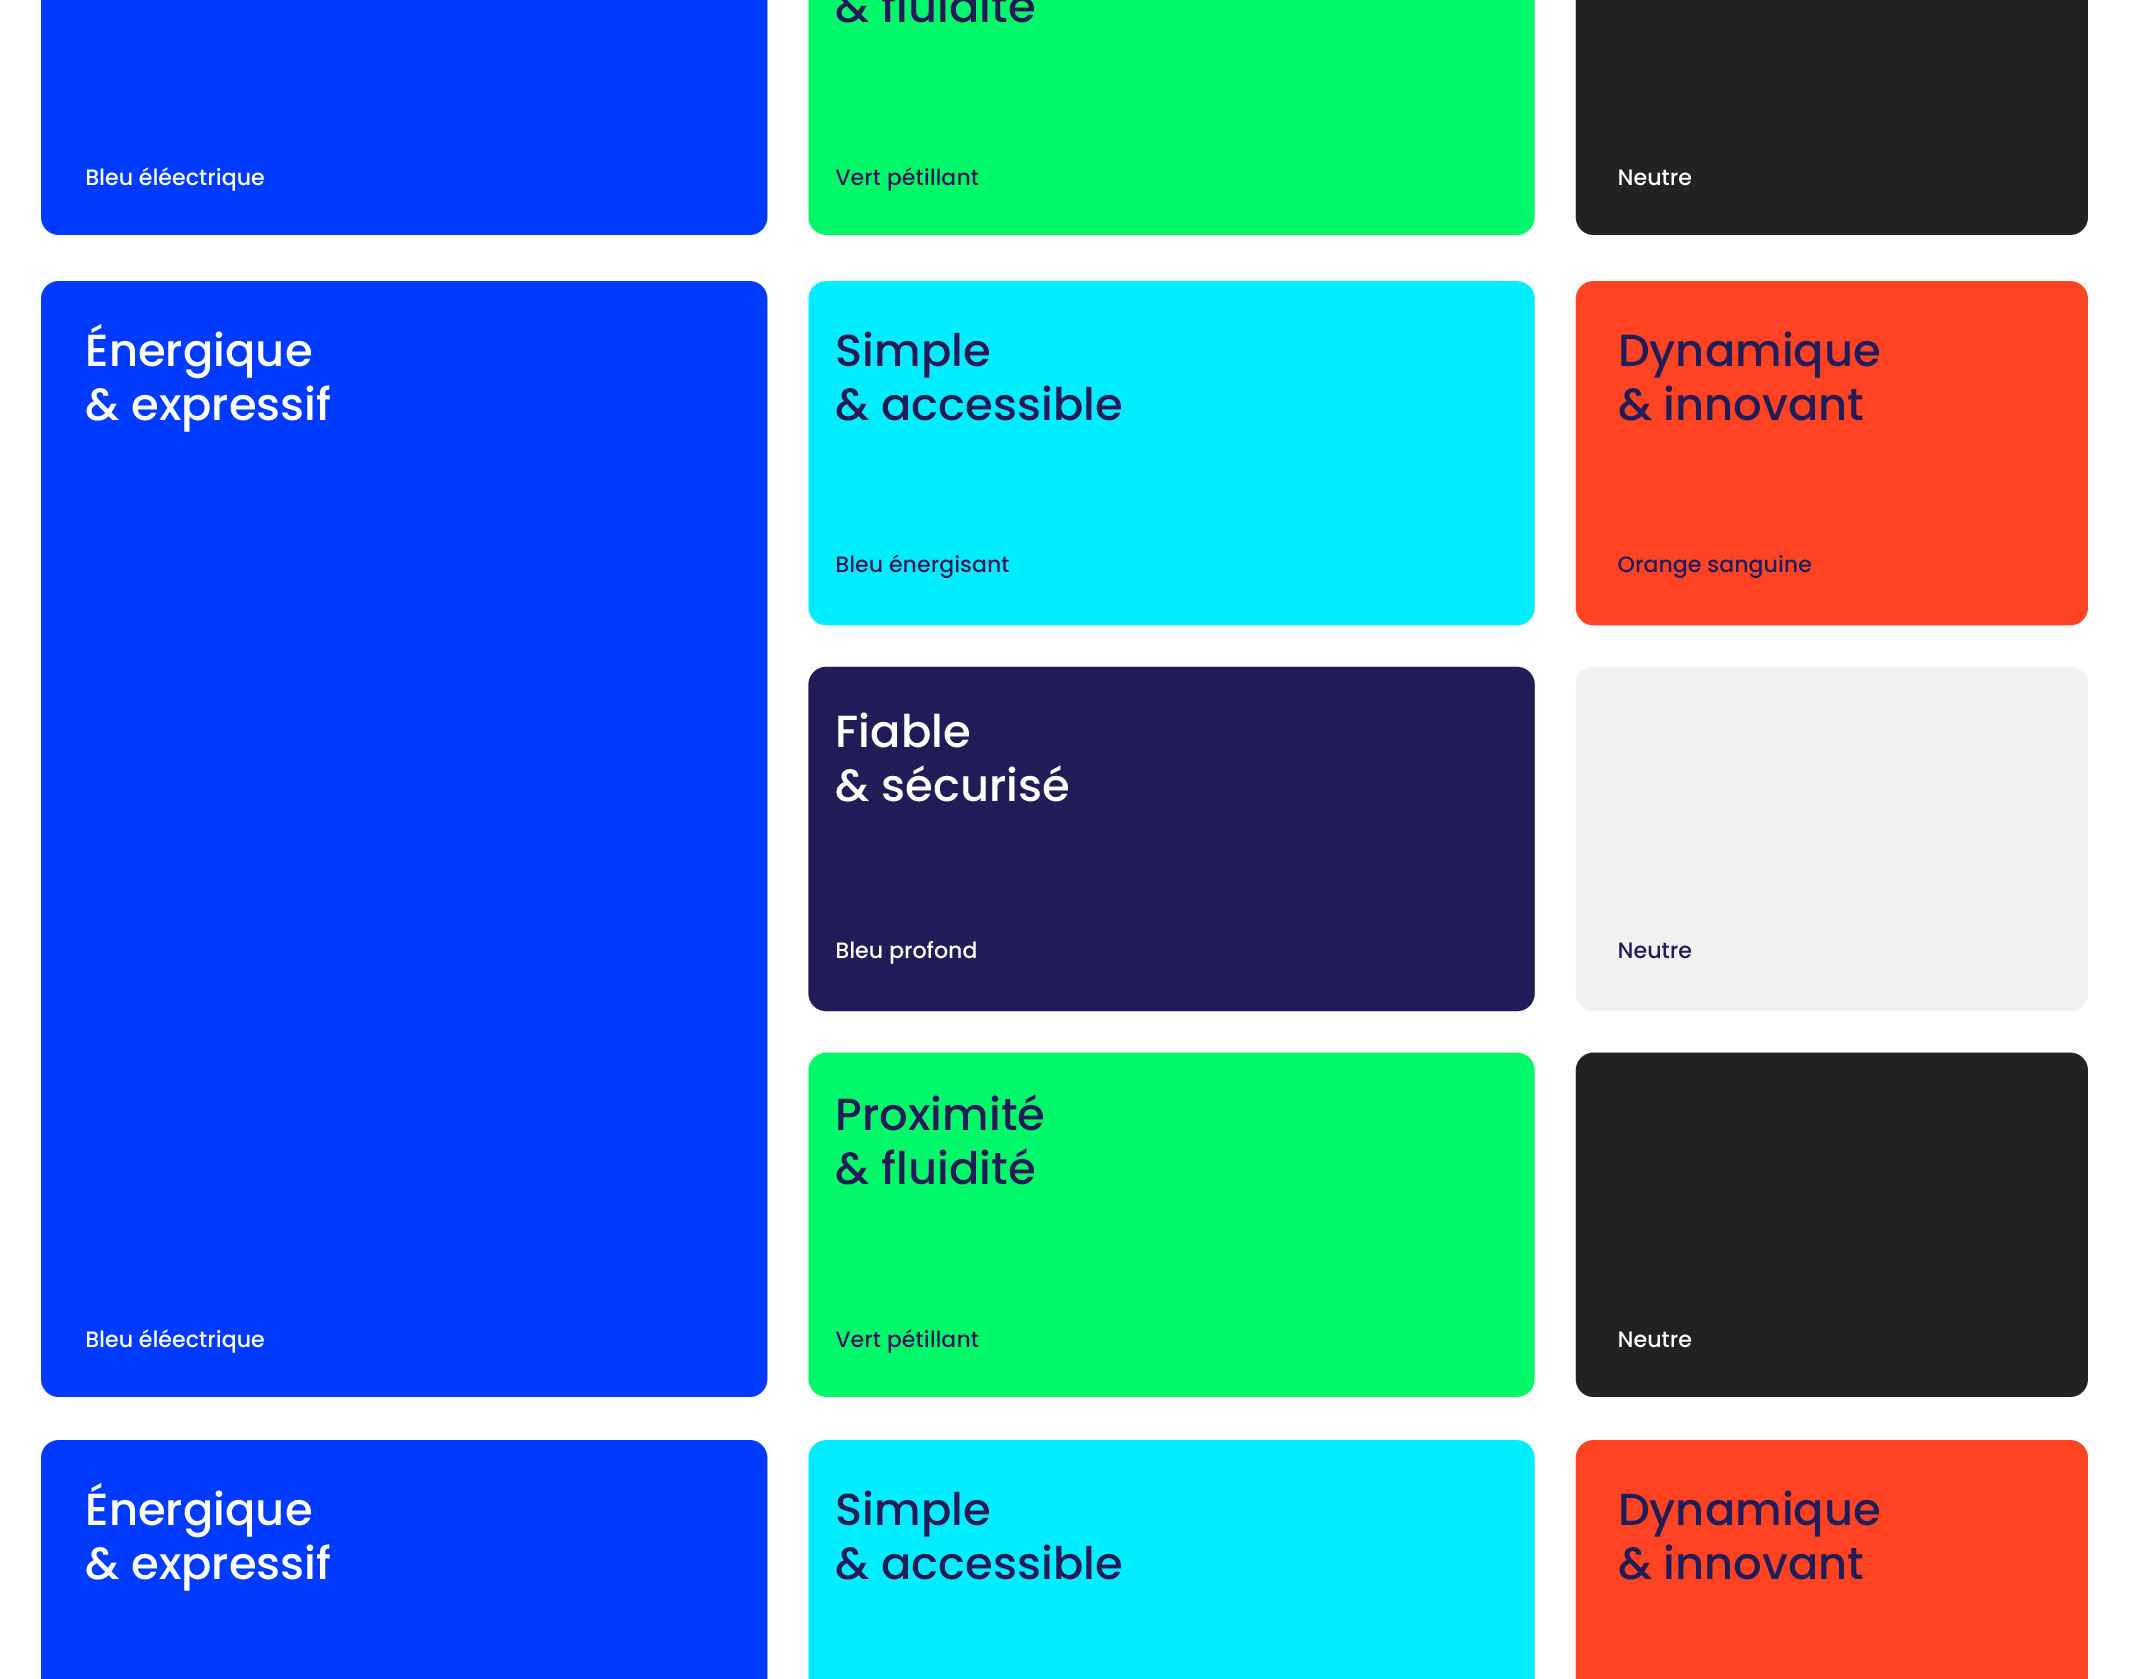 & fluidité
Bleu éléectrique
Vert pétillant
Neutre
Énergique
& expressif
Simple
& accessible
Dynamique
& innovant
Bleu énergisant
Orange sanguine
Fiable
& sécurisé
Bleu profond
Neutre
Proximité
& fluidité
Bleu éléectrique
Vert pétillant
Neutre
Énergique
& expressif
Simple
& accessible
Dynamique
& innovant